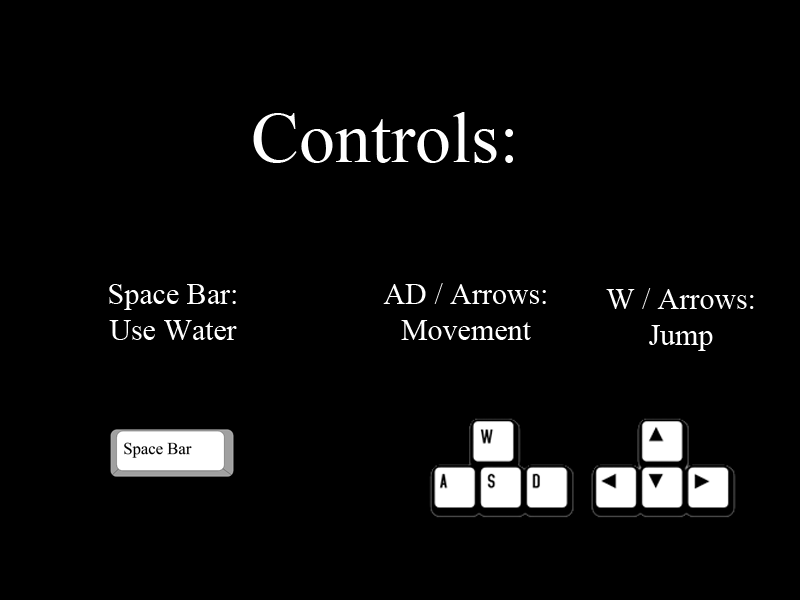 Controls:
Space Bar:
Use Water
AD / Arrows:
Movement
W / Arrows:
Jump
Space Bar
W
A S D